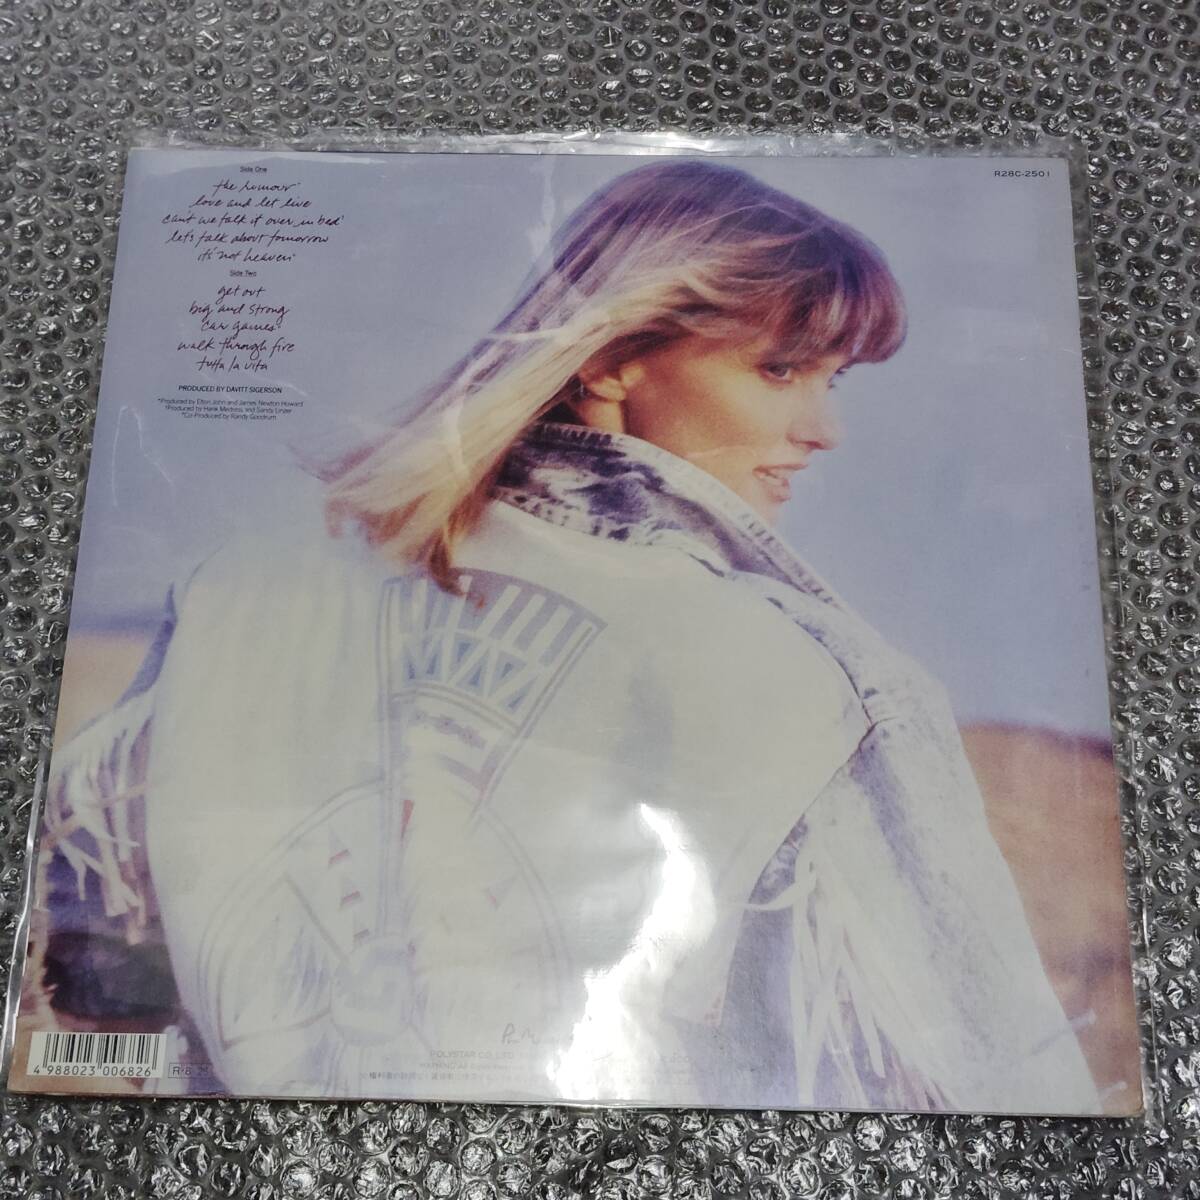 R28C-2501
Side One
the rumour*
love and let live
can't we talk it over in bed†
let's talk about tomorrow
it's not heaven*
Side Two
get out
big and strong
car games*
walk through fire
tutta la vita
PRODUCED BY DAVITT SIGERSON
*Produced by Elton John and James Newton Howard
†Produced by Hank Medress and Sandy Linzer
*Co-Produced by Randy Goodrum
POLYSTAR CO., LTD.
4 988023 006826